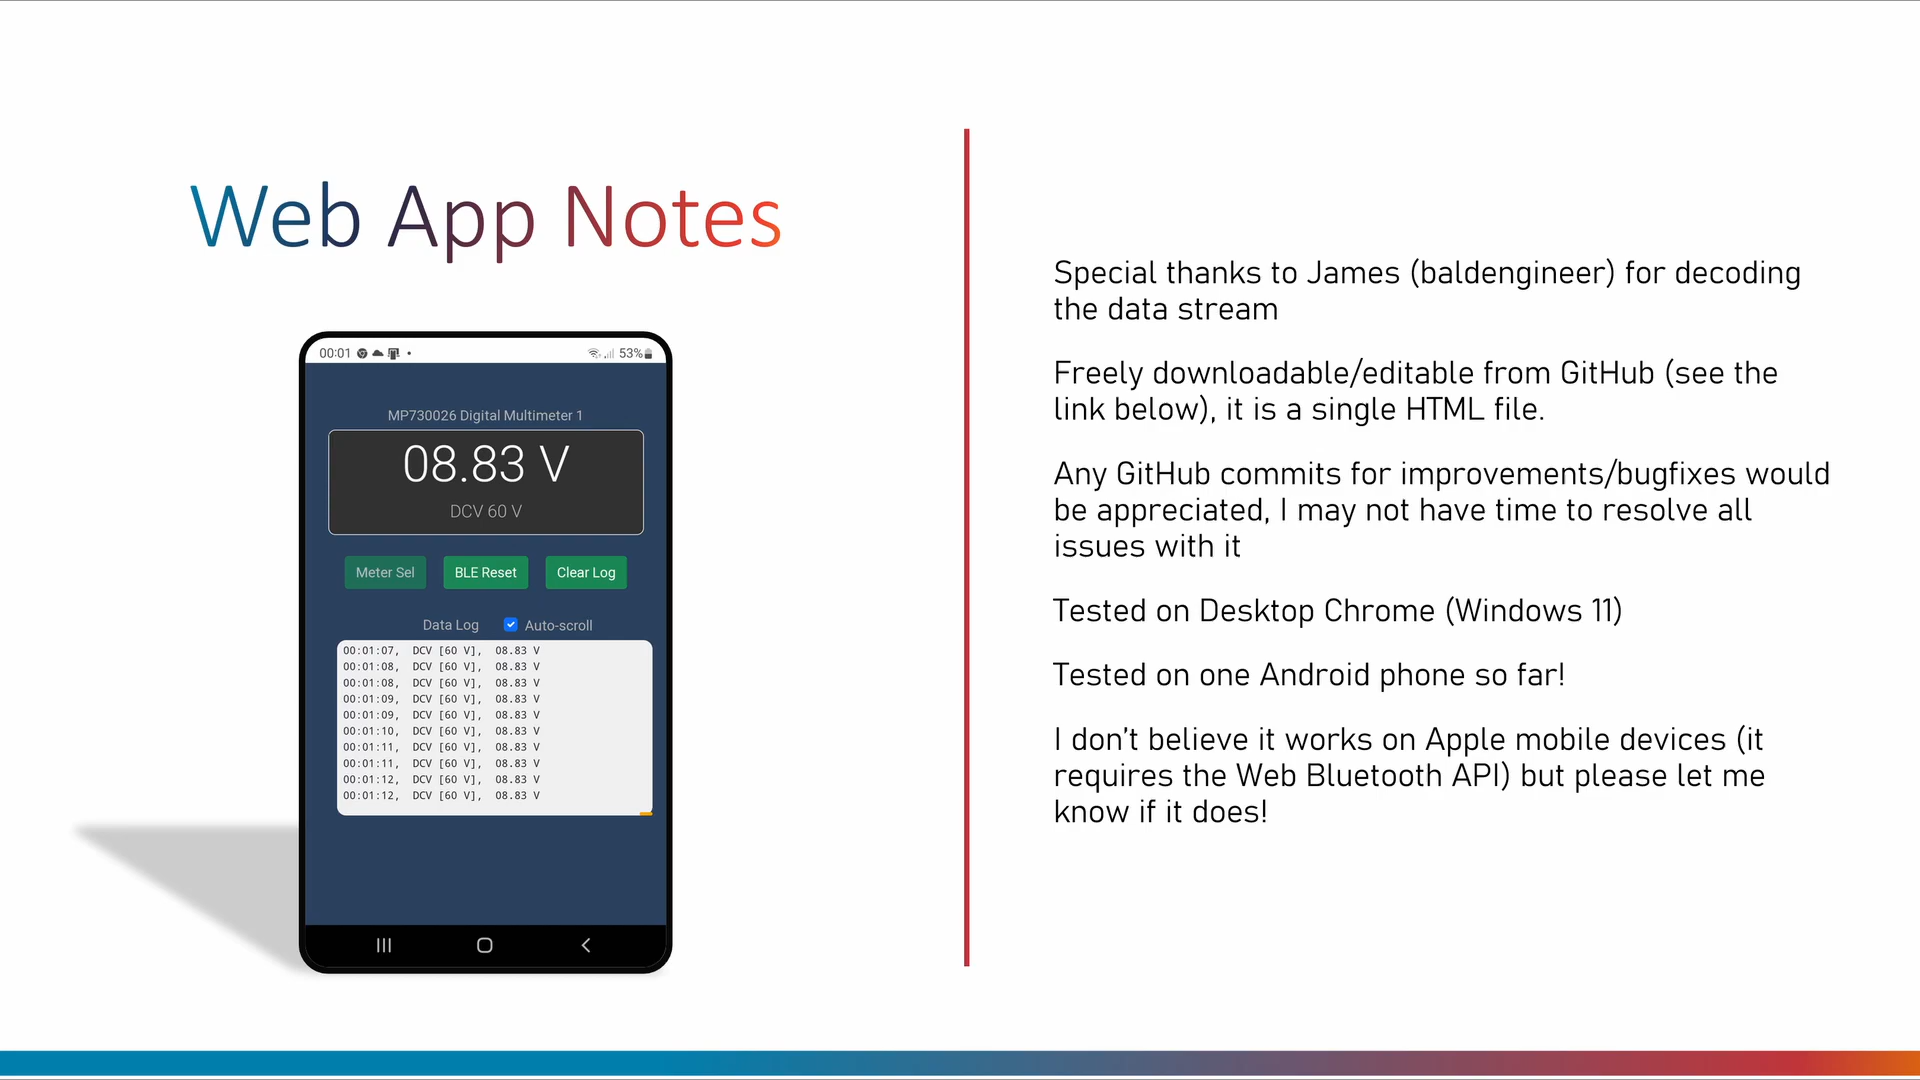 Web App Notes
00:01
53%
MP730026 Digital Multimeter 1
08.83 V
DCV 60 V
Meter Sel
BLE Reset
Clear Log
Data Log
Auto-scroll
00:01:07, DCV [60 V], 08.83 V
00:01:08, DCV [60 V], 08.83 V
00:01:08, DCV [60 V], 08.83 V
00:01:09, DCV [60 V], 08.83 V
00:01:09, DCV [60 V], 08.83 V
00:01:10, DCV [60 V], 08.83 V
00:01:11, DCV [60 V], 08.83 V
00:01:11, DCV [60 V], 08.83 V
00:01:12, DCV [60 V], 08.83 V
00:01:12, DCV [60 V], 08.83 V
Special thanks to James (baldengineer) for decoding
the data stream
Freely downloadable/editable from GitHub (see the
link below), it is a single HTML file.
Any GitHub commits for improvements/bugfixes would
be appreciated, I may not have time to resolve all
issues with it
Tested on Desktop Chrome (Windows 11)
Tested on one Android phone so far!
I don’t believe it works on Apple mobile devices (it
requires the Web Bluetooth API) but please let me
know if it does!